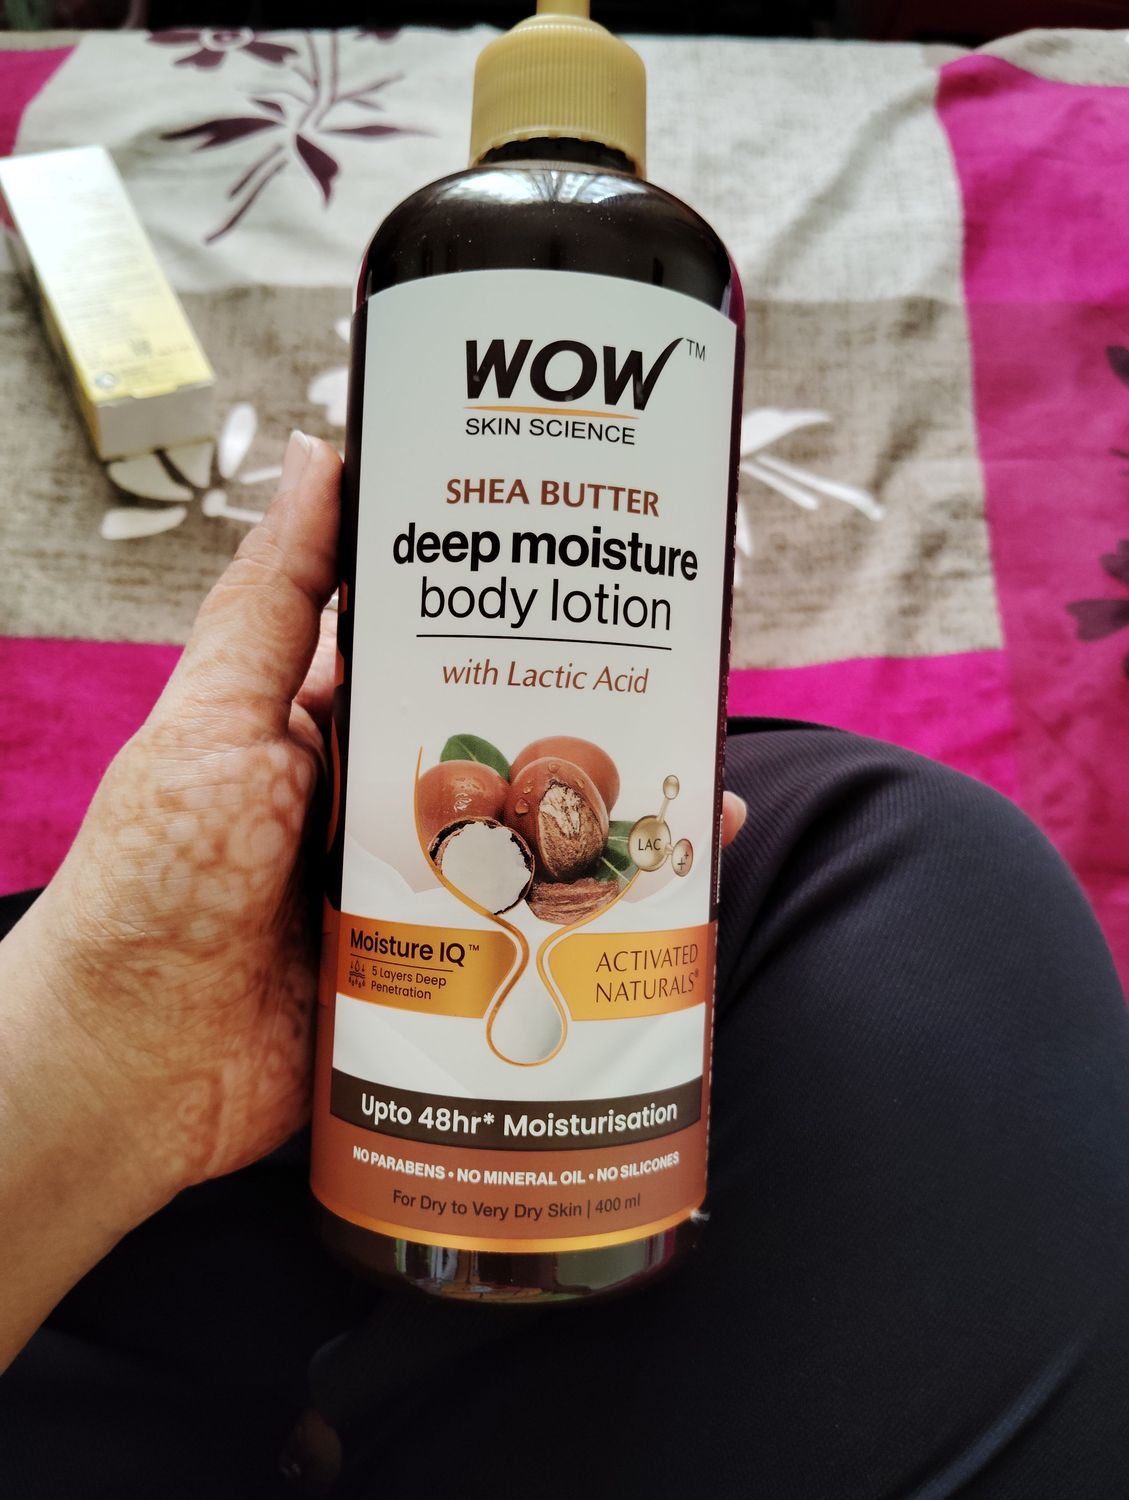 WOW™
SKIN SCIENCE
SHEA BUTTER
deep moisture
body lotion
with Lactic Acid
LAC
Moisture IQ™
5 Layers Deep
Penetration
ACTIVATED
NATURALS®
Upto 48hr* Moisturisation
NO PARABENS • NO MINERAL OIL • NO SILICONES
For Dry to Very Dry Skin | 400 ml